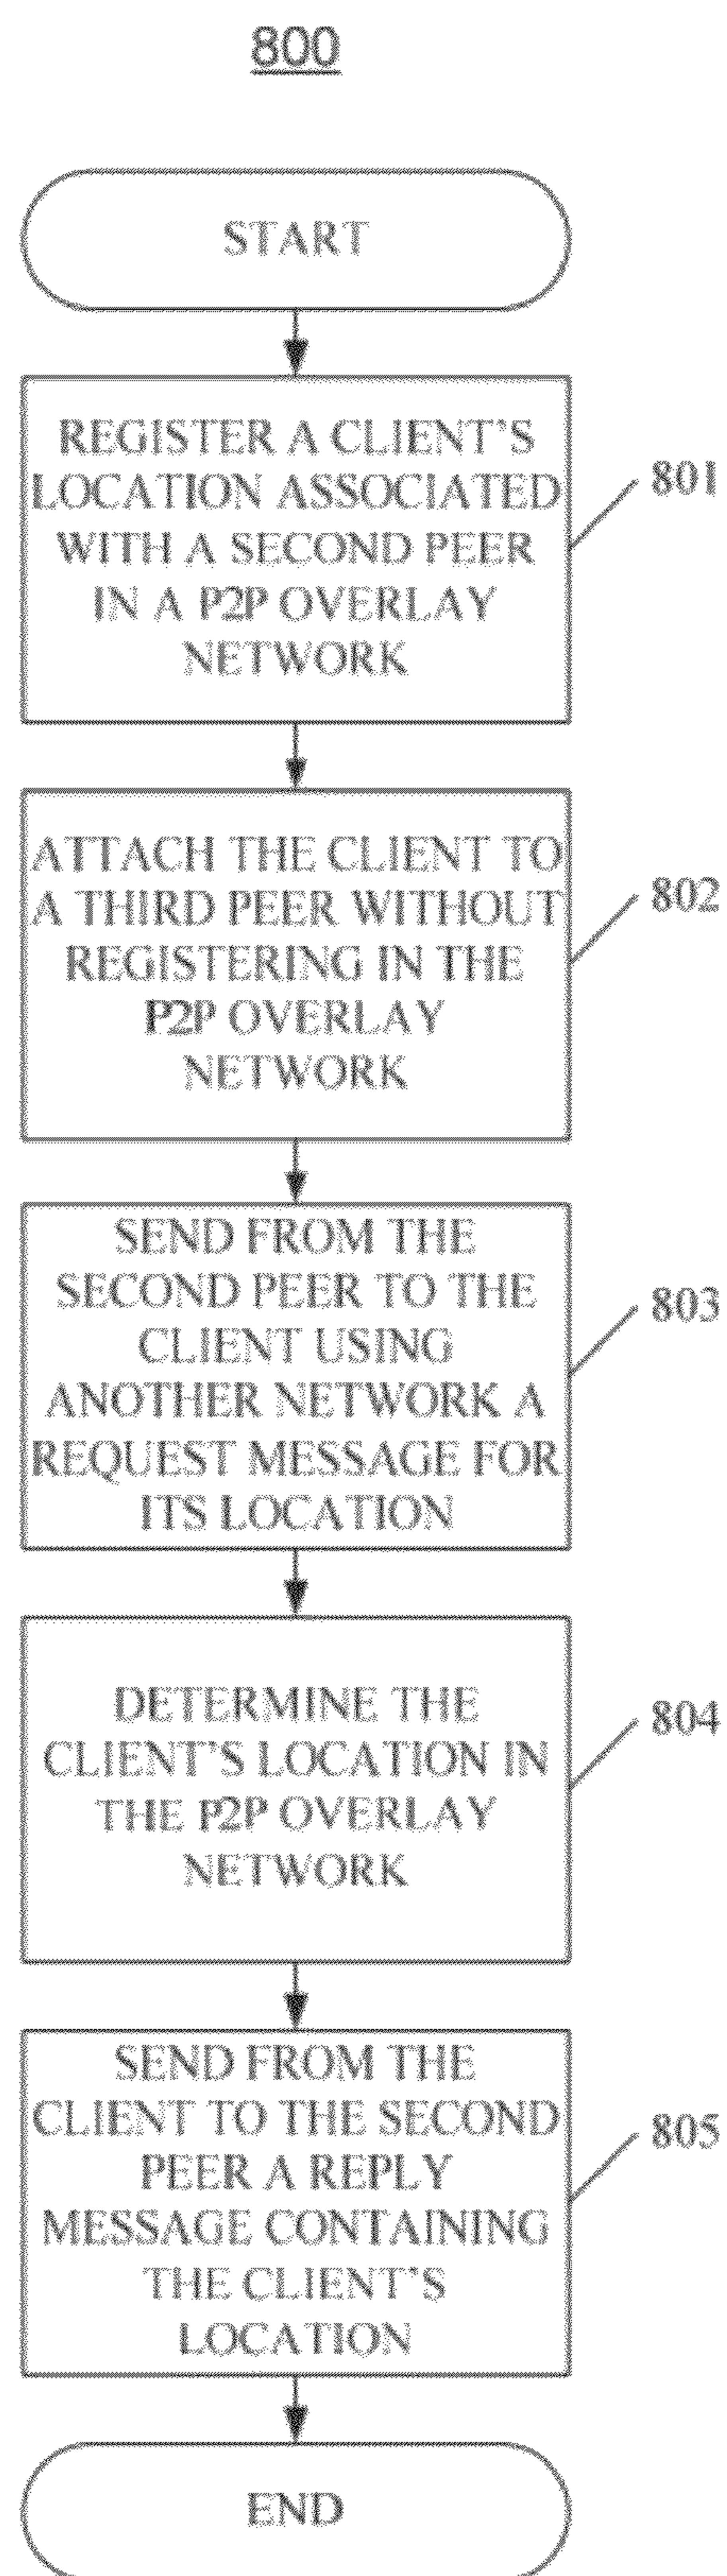 800
START
REGISTER A CLIENT'S
LOCATION ASSOCIATED
WITH A SECOND PEER
IN A P2P OVERLAY
NETWORK
801
ATTACH THE CLIENT TO
A THIRD PEER WITHOUT
REGISTERING IN THE
P2P OVERLAY
NETWORK
802
SEND FROM THE
SECOND PEER TO THE
CLIENT USING
ANOTHER NETWORK A
REQUEST MESSAGE FOR
ITS LOCATION
803
DETERMINE THE
CLIENT'S LOCATION IN
THE P2P OVERLAY
NETWORK
804
SEND FROM THE
CLIENT TO THE SECOND
PEER A REPLY
MESSAGE CONTAINING
THE CLIENT'S
LOCATION
805
END